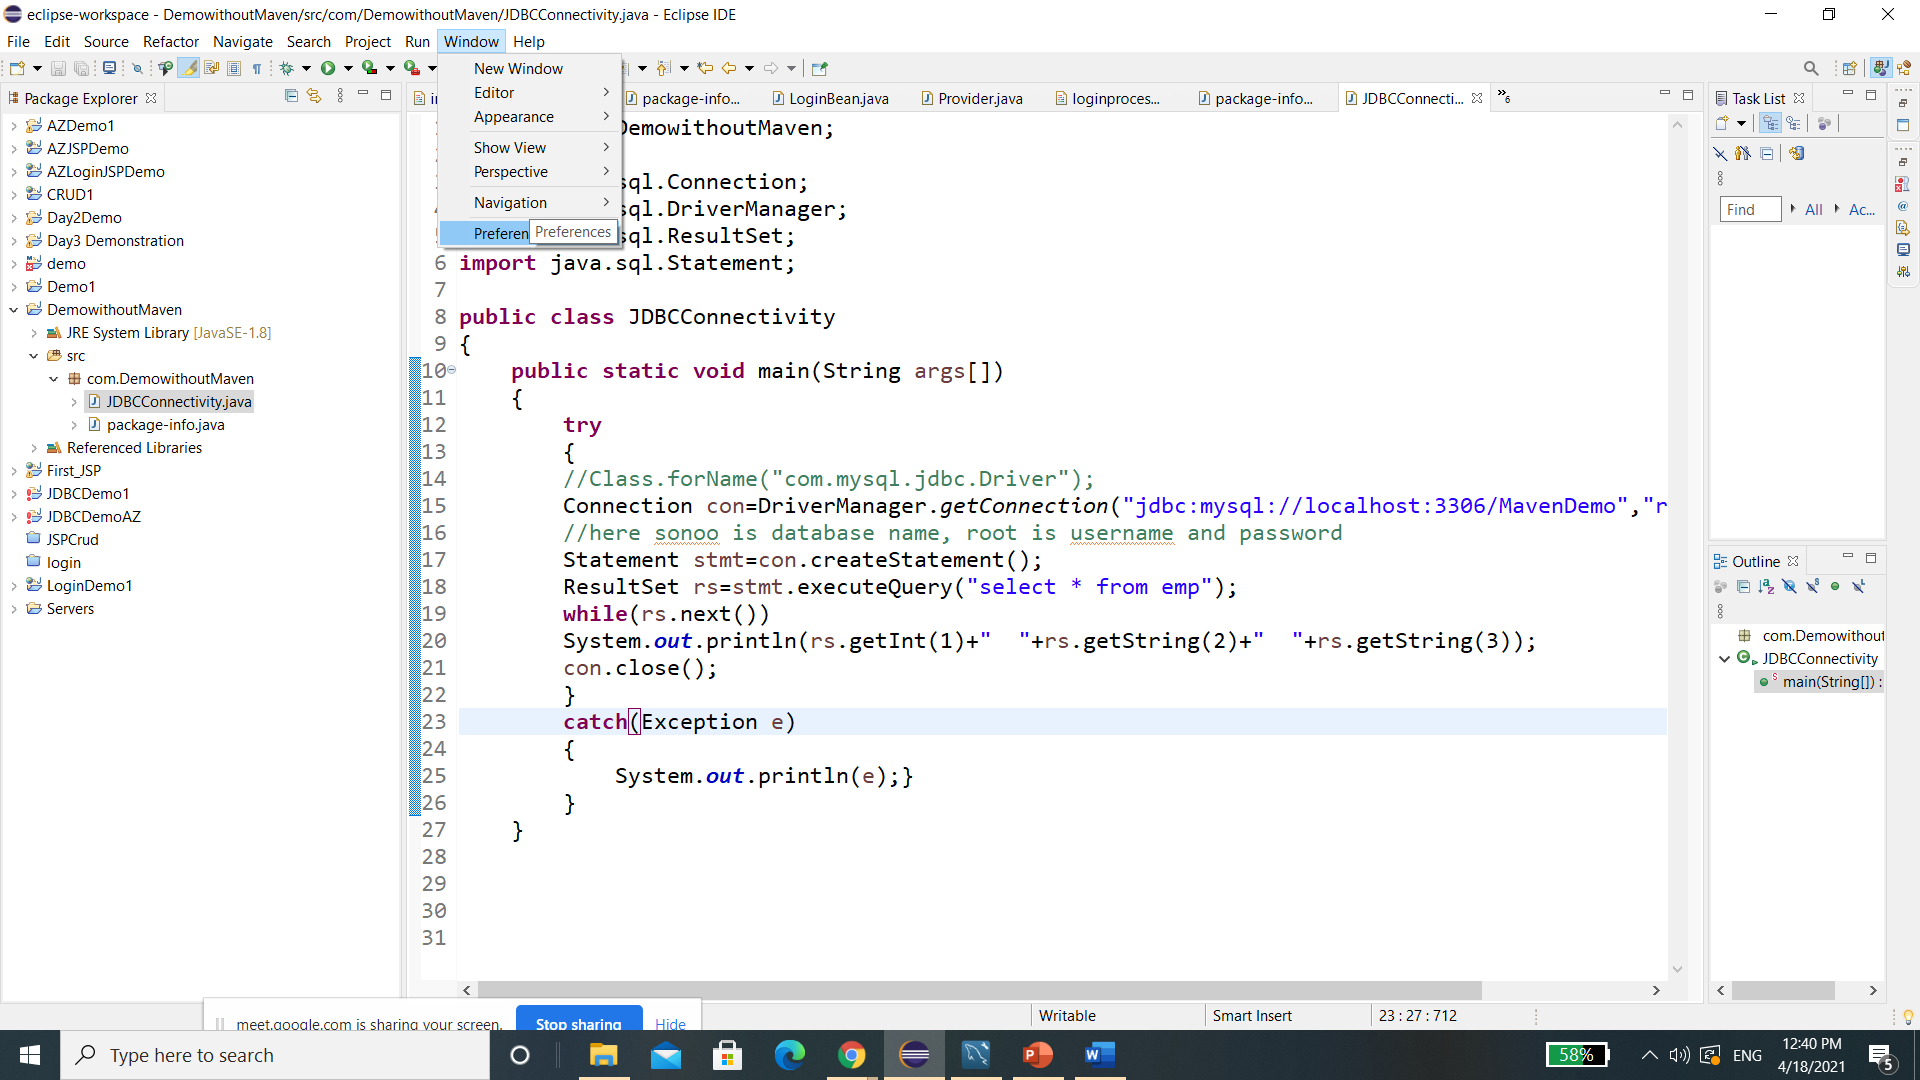 eclipse-workspace - DemowithoutMaven/src/com/DemowithoutMaven/JDBCConnectivity.java - Eclipse IDE
File Edit Source Refactor Navigate Search Project Run Window Help
New Window
Editor
Appearance
Show View
Perspective
Navigation
Preferen
Preferences
Package Explorer
AZDemo1
AZJSPDemo
AZLoginJSPDemo
CRUD1
Day2Demo
Day3 Demonstration
demo
Demo1
DemowithoutMaven
JRE System Library [JavaSE-1.8]
src
com.DemowithoutMaven
JDBCConnectivity.java
package-info.java
Referenced Libraries
First_JSP
JDBCDemo1
JDBCDemoAZ
JSPCrud
login
LoginDemo1
Servers
package-info... LoginBean.java Provider.java loginproces... package-info... JDBCConnecti... 6
DemowithoutMaven;
sql.Connection;
sql.DriverManager;
sql.ResultSet;
6 import java.sql.Statement;
7
8 public class JDBCConnectivity
9 {
10 public static void main(String args[])
11 {
12 try
13 {
14 //Class.forName("com.mysql.jdbc.Driver");
15 Connection con=DriverManager.getConnection("jdbc:mysql://localhost:3306/MavenDemo","r
16 //here sonoo is database name, root is username and password
17 Statement stmt=con.createStatement();
18 ResultSet rs=stmt.executeQuery("select * from emp");
19 while(rs.next())
20 System.out.println(rs.getInt(1)+"  "+rs.getString(2)+"  "+rs.getString(3));
21 con.close();
22 }
23 catch(Exception e)
24 {
25 System.out.println(e);}
26 }
27 }
28
29
30
31
Task List
Find All Ac...
Outline
com.Demowithout
JDBCConnectivity
main(String[]) :
Writable Smart Insert 23 : 27 : 712
meet.google.com is sharing your screen. Stop sharing Hide
Type here to search
58% ENG 12:40 PM
4/18/2021
5